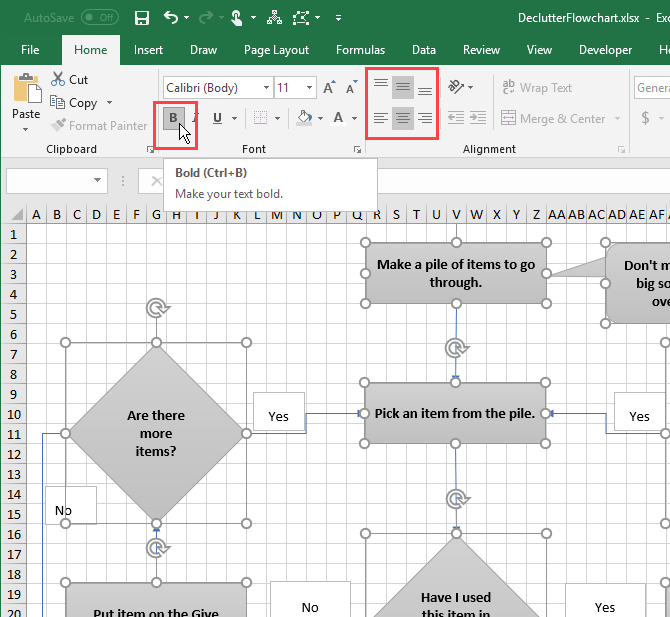 AutoSave Off DeclutterFlowchart.xlsx - Exc
File Home Insert Draw Page Layout Formulas Data Review View Developer He
Cut
Copy
Format Painter
Paste
Clipboard
Calibri (Body) 11
B I U A
Font
Wrap Text
Merge & Center
Alignment
General
$
Bold (Ctrl+B)
Make your text bold.
A B C D E F G H I J K L M N O P Q R S T U V W X Y Z AA AB AC AD AE AF
1
2
3
4
5
6
7
8
9
10
11
12
13
14
15
16
17
18
19
20
Make a pile of items to go
through.
Don't m
big so
ove
Are there
more
items?
Yes
Pick an item from the pile.
Yes
No
Put item on the Give
No
Have I used
this item in
Yes